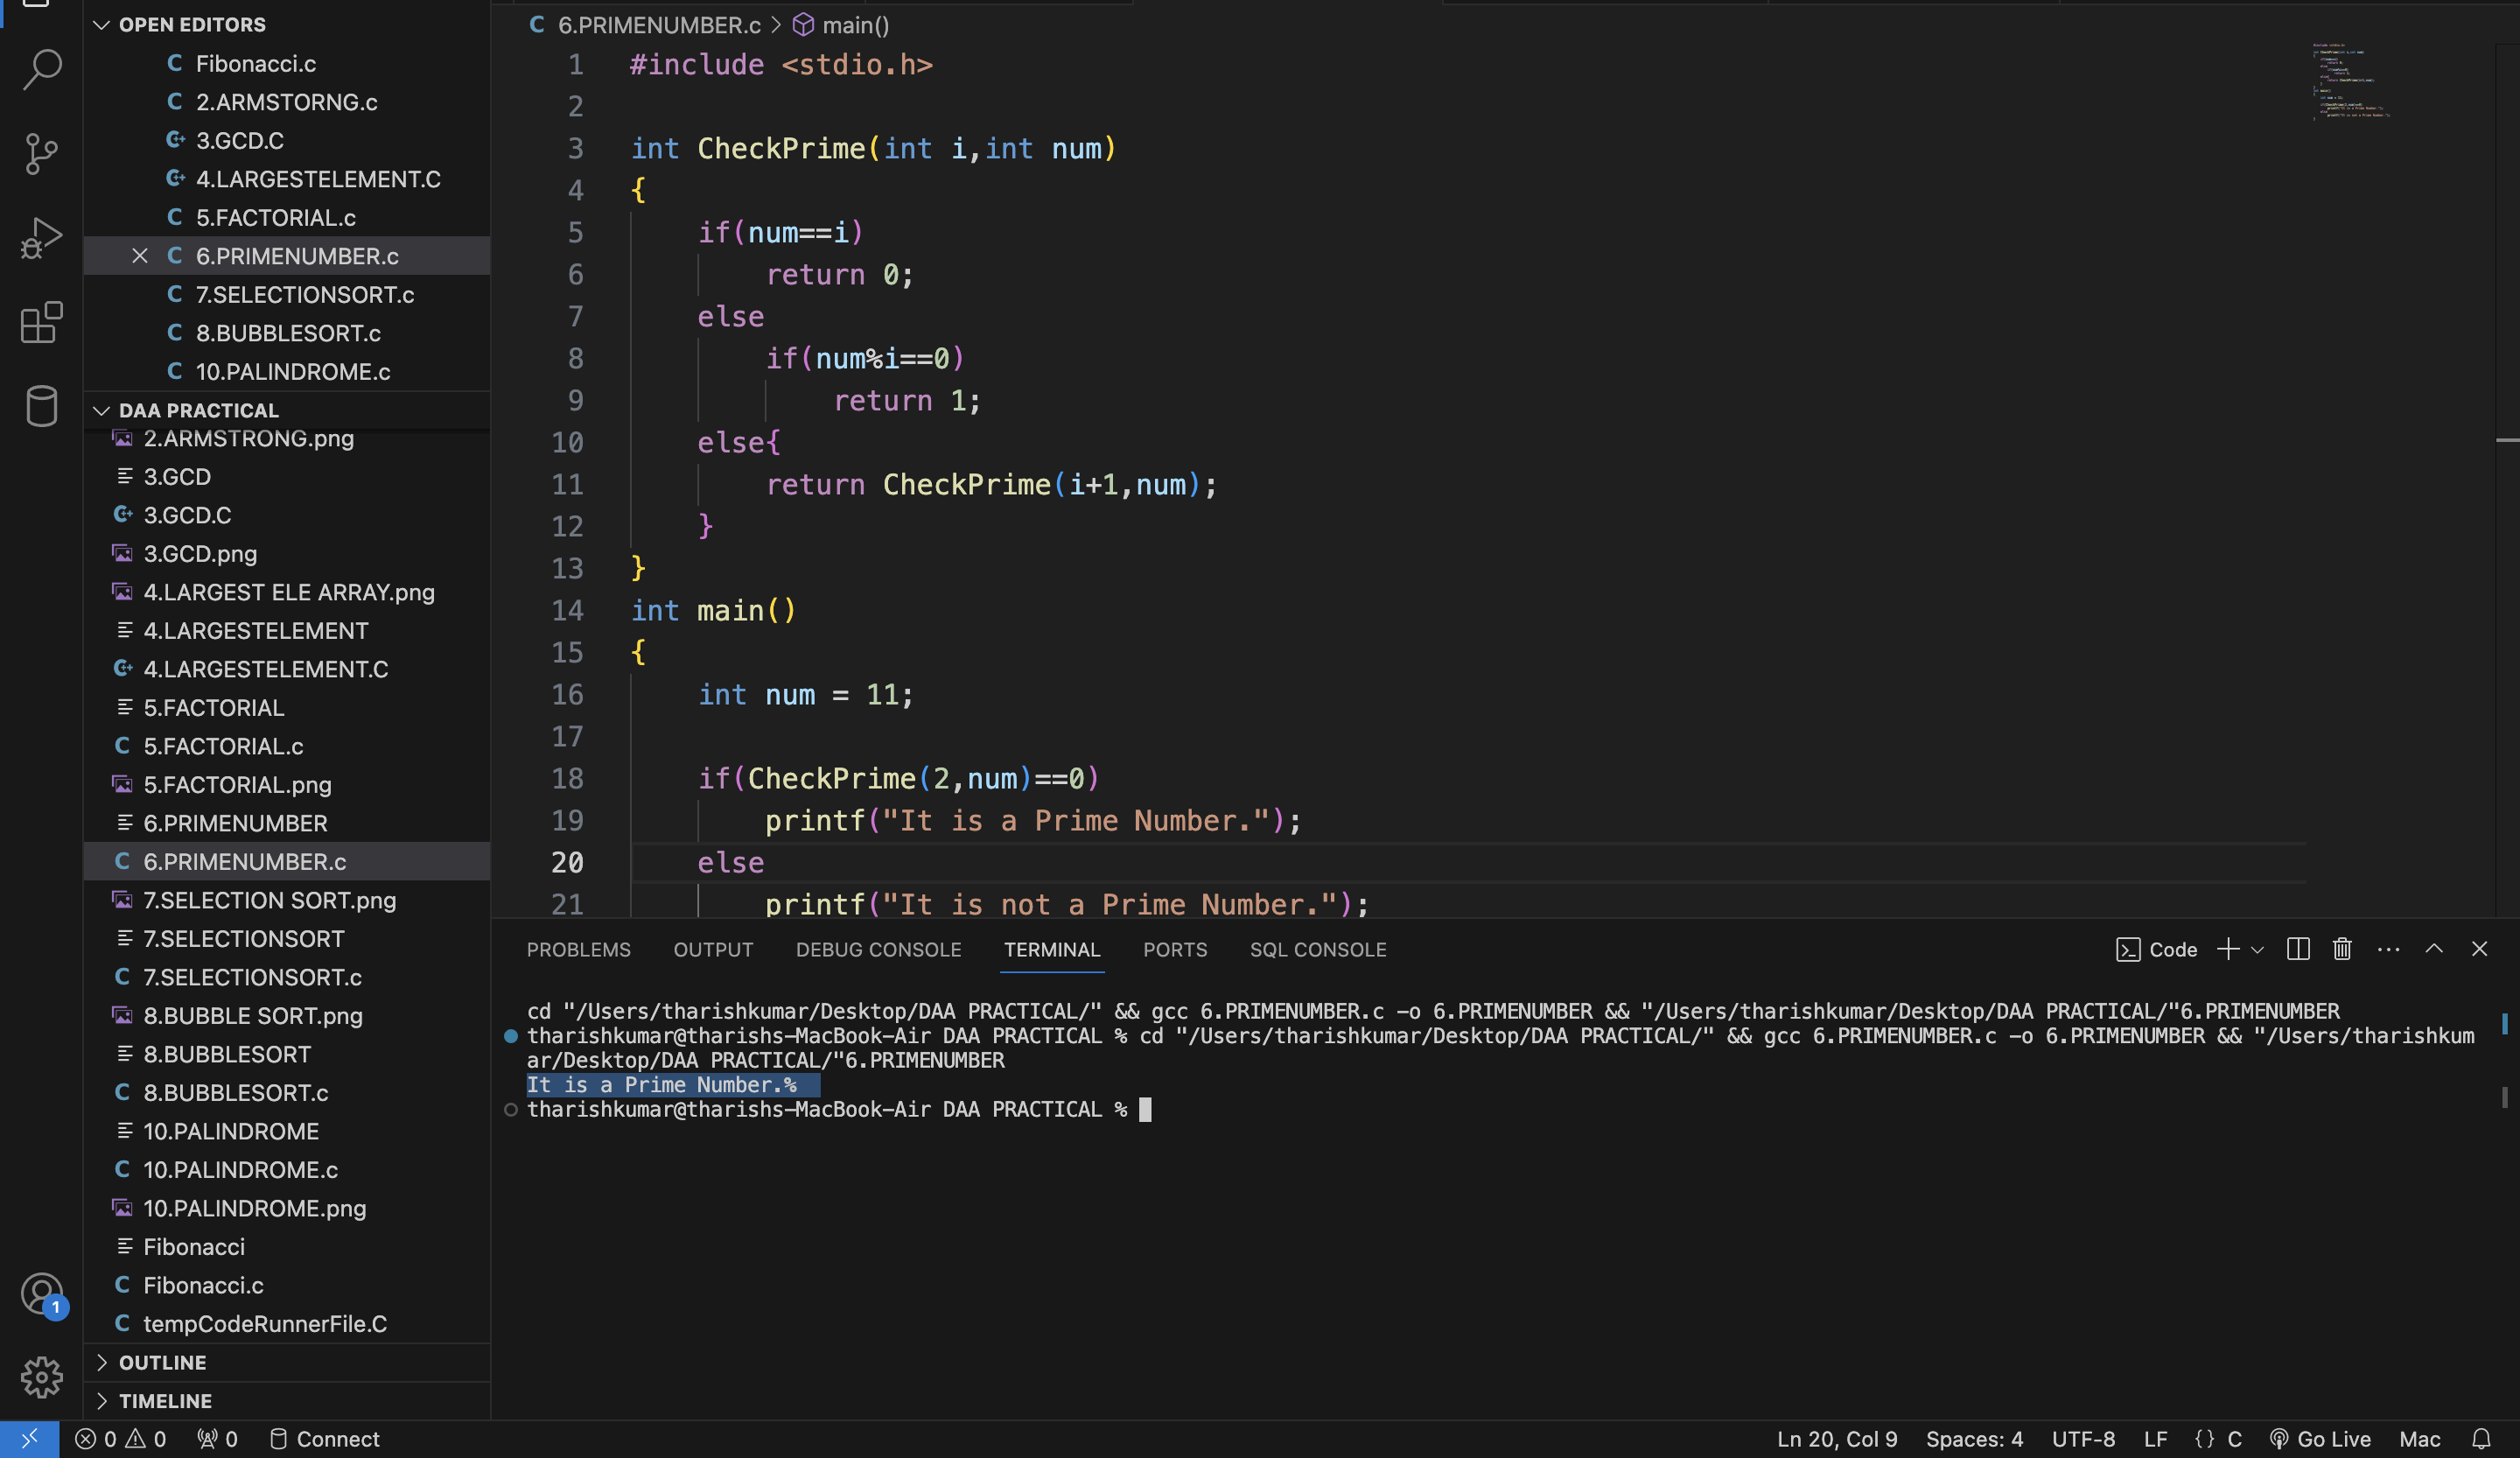 OPEN EDITORS
Fibonacci.c
2.ARMSTORNG.c
3.GCD.C
4.LARGESTELEMENT.C
5.FACTORIAL.c
6.PRIMENUMBER.c
7.SELECTIONSORT.c
8.BUBBLESORT.c
10.PALINDROME.c
DAA PRACTICAL
2.ARMSTRONG.png
3.GCD
3.GCD.C
3.GCD.png
4.LARGEST ELE ARRAY.png
4.LARGESTELEMENT
4.LARGESTELEMENT.C
5.FACTORIAL
5.FACTORIAL.c
5.FACTORIAL.png
6.PRIMENUMBER
6.PRIMENUMBER.c
7.SELECTION SORT.png
7.SELECTIONSORT
7.SELECTIONSORT.c
8.BUBBLE SORT.png
8.BUBBLESORT
8.BUBBLESORT.c
10.PALINDROME
10.PALINDROME.c
10.PALINDROME.png
Fibonacci
Fibonacci.c
tempCodeRunnerFile.C
OUTLINE
TIMELINE
1
6.PRIMENUMBER.c > main()
1 #include <stdio.h>
2
3 int CheckPrime(int i,int num)
4 {
5 if(num==i)
6 return 0;
7 else
8 if(num%i==0)
9 return 1;
10 else{
11 return CheckPrime(i+1,num);
12 }
13 }
14 int main()
15 {
16 int num = 11;
17
18 if(CheckPrime(2,num)==0)
19 printf("It is a Prime Number.");
20 else
21 printf("It is not a Prime Number.");
PROBLEMS OUTPUT DEBUG CONSOLE TERMINAL PORTS SQL CONSOLE Code
cd "/Users/tharishkumar/Desktop/DAA PRACTICAL/" && gcc 6.PRIMENUMBER.c -o 6.PRIMENUMBER && "/Users/tharishkumar/Desktop/DAA PRACTICAL/"6.PRIMENUMBER
tharishkumar@tharishs-MacBook-Air DAA PRACTICAL % cd "/Users/tharishkumar/Desktop/DAA PRACTICAL/" && gcc 6.PRIMENUMBER.c -o 6.PRIMENUMBER && "/Users/tharishkum
ar/Desktop/DAA PRACTICAL/"6.PRIMENUMBER
It is a Prime Number.%
tharishkumar@tharishs-MacBook-Air DAA PRACTICAL %
0 0 0 Connect Ln 20, Col 9 Spaces: 4 UTF-8 LF {} C Go Live Mac